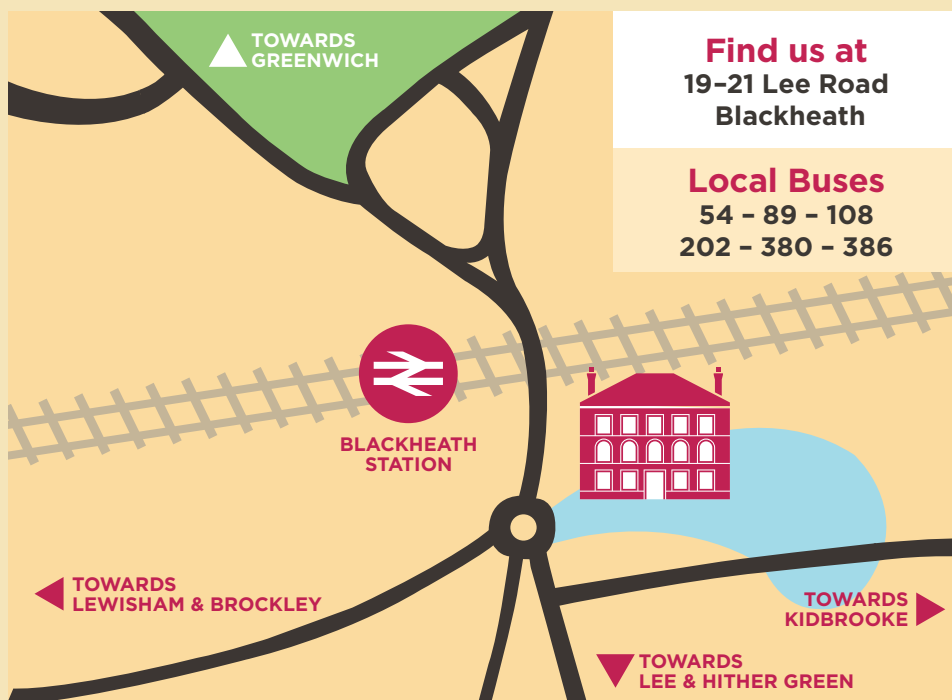 TOWARDS
GREENWICH
Find us at
19–21 Lee Road
Blackheath
Local Buses
54 – 89 – 108
202 – 380 – 386
BLACKHEATH
STATION
TOWARDS
LEWISHAM & BROCKLEY
TOWARDS
KIDBROOKE
TOWARDS
LEE & HITHER GREEN